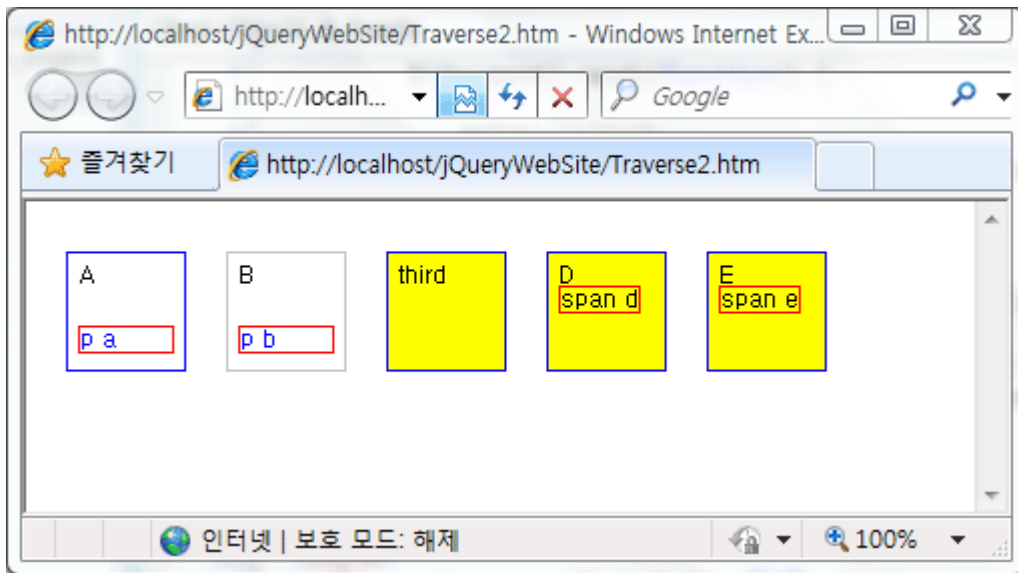 http://localhost/jQueryWebSite/Traverse2.htm - Windows Internet Ex...
http://localh... Google
즐겨찾기 http://localhost/jQueryWebSite/Traverse2.htm
A B third D E
span d span e
p a p b
인터넷 | 보호 모드: 해제 100%